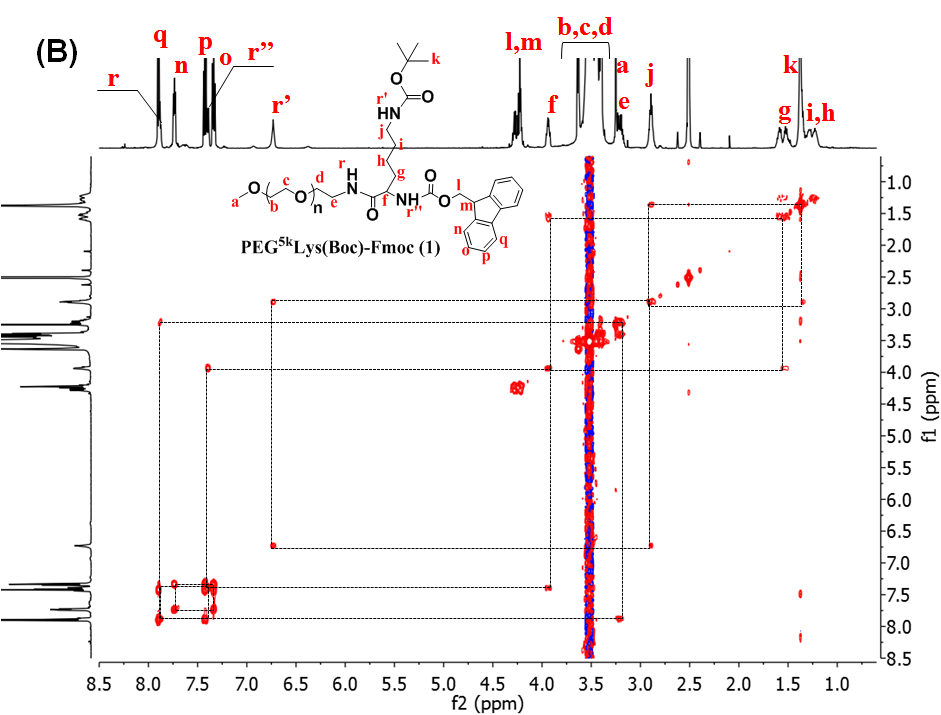 (B)
q
p
r''
r
n
o
r'
l,m
b,c,d
f
a
e
j
k
g
i,h
k
O
O
r'
HN
j
i
r
h
c
d
H
N
g
O
l
O
O
n
e
f
HN
O
m
a
b
O
r''
n
q
o
p
PEG5kLys(Boc)-Fmoc (1)
1.0
1.5
2.0
2.5
3.0
3.5
4.0
4.5
5.0
5.5
6.0
6.5
7.0
7.5
8.0
8.5
f1 (ppm)
8.5 8.0 7.5 7.0 6.5 6.0 5.5 5.0 4.5 4.0 3.5 3.0 2.5 2.0 1.5 1.0
f2 (ppm)